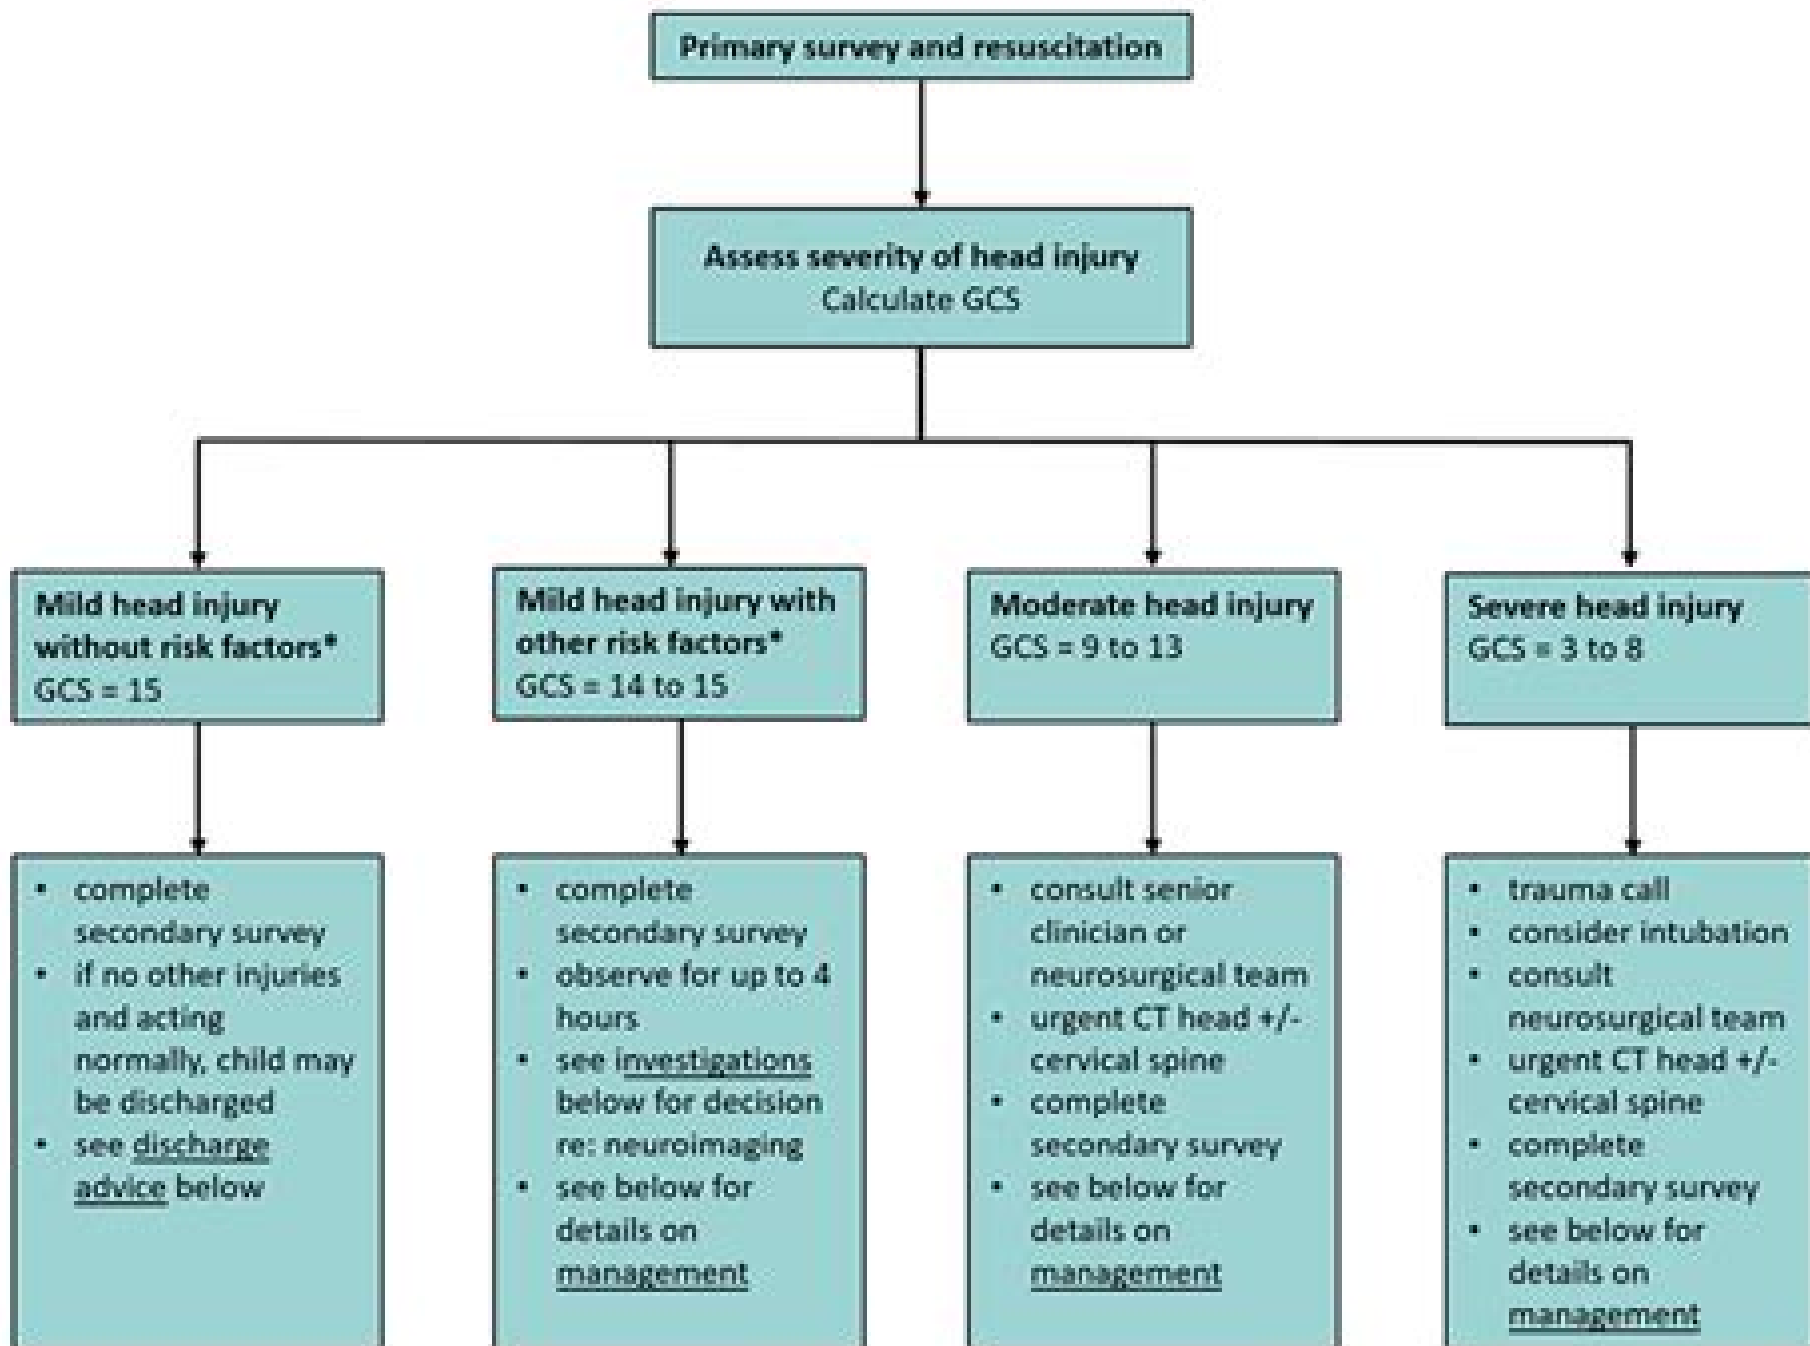 Primary survey and resuscitation
Assess severity of head injury
Calculate GCS
Mild head injury
without risk factors*
GCS = 15
Mild head injury with
other risk factors*
GCS = 14 to 15
Moderate head injury
GCS = 9 to 13
Severe head injury
GCS = 3 to 8
• complete
secondary survey
• if no other injuries
and acting
normally, child may
be discharged
• see discharge
advice below
• complete
secondary survey
• observe for up to 4
hours
• see investigations
below for decision
re: neuroimaging
• see below for
details on
management
• consult senior
clinician or
neurosurgical team
• urgent CT head +/-
cervical spine
• complete
secondary survey
• see below for
details on
management
• trauma call
• consider intubation
• consult
neurosurgical team
• urgent CT head +/-
cervical spine
• complete
secondary survey
• see below for
details on
management